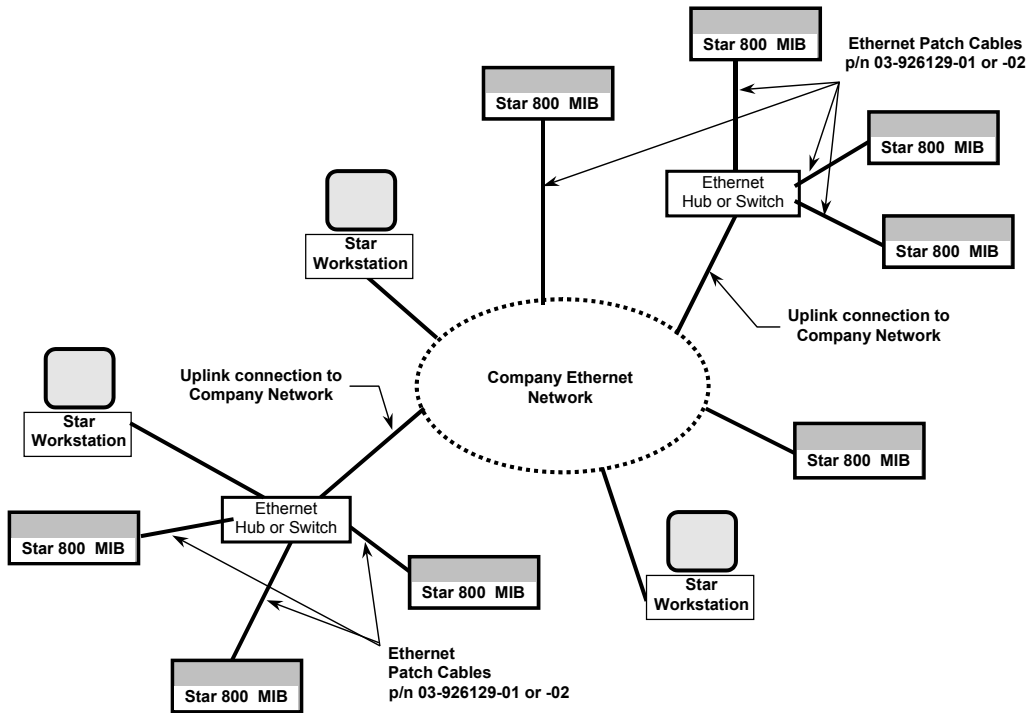 Star 800 MIB
Ethernet Patch Cables
p/n 03-926129-01 or -02
Star 800 MIB
Star 800 MIB
Ethernet
Hub or Switch
Star 800 MIB
Star
Workstation
Uplink connection to
Company Network
Uplink connection to
Company Network
Company Ethernet
Network
Star
Workstation
Star 800 MIB
Ethernet
Hub or Switch
Star 800 MIB
Star 800 MIB
Star
Workstation
Ethernet
Patch Cables
p/n 03-926129-01 or -02
Star 800 MIB